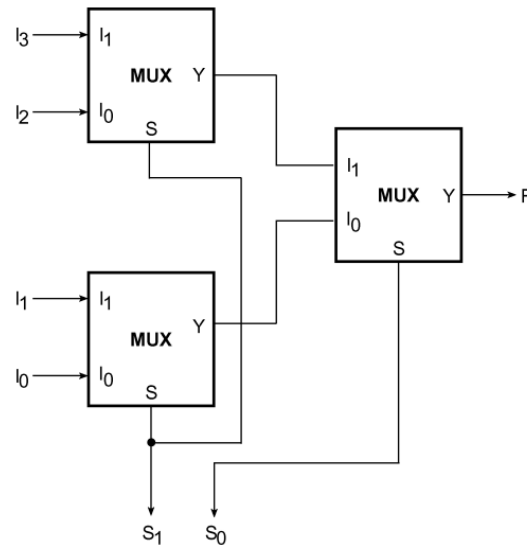 I3 I1
MUX Y
I2 I0
S
I1
MUX Y F
I0
S
I1 I1
Y
MUX
I0 I0
S
S1 S0